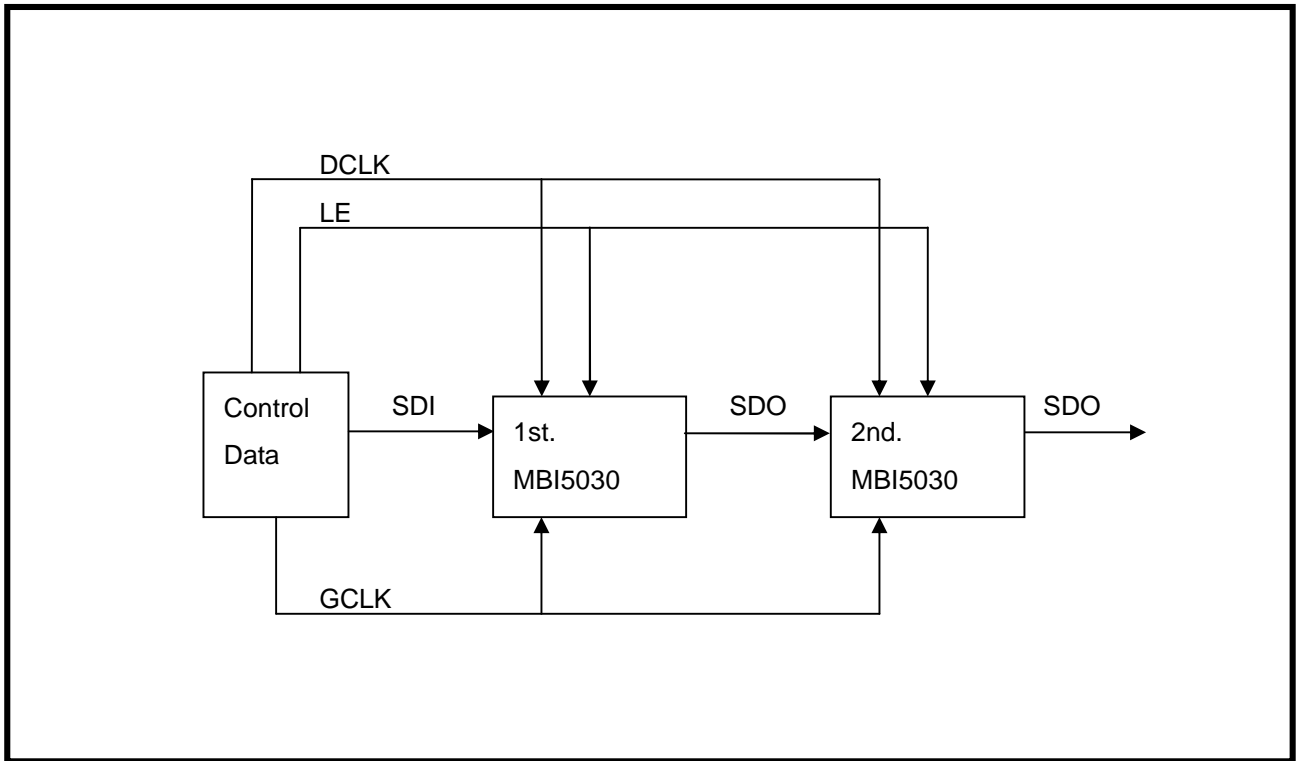 DCLK
LE
Control
Data
SDI
1st.
MBI5030
SDO
2nd.
MBI5030
SDO
GCLK